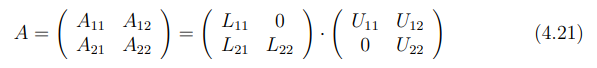 A = ( A₁₁ A₁₂ ) = ( L₁₁ 0 ) · ( U₁₁ U₁₂ ) (4.21)
( A₂₁ A₂₂ ) ( L₂₁ L₂₂ ) ( 0 U₂₂ )